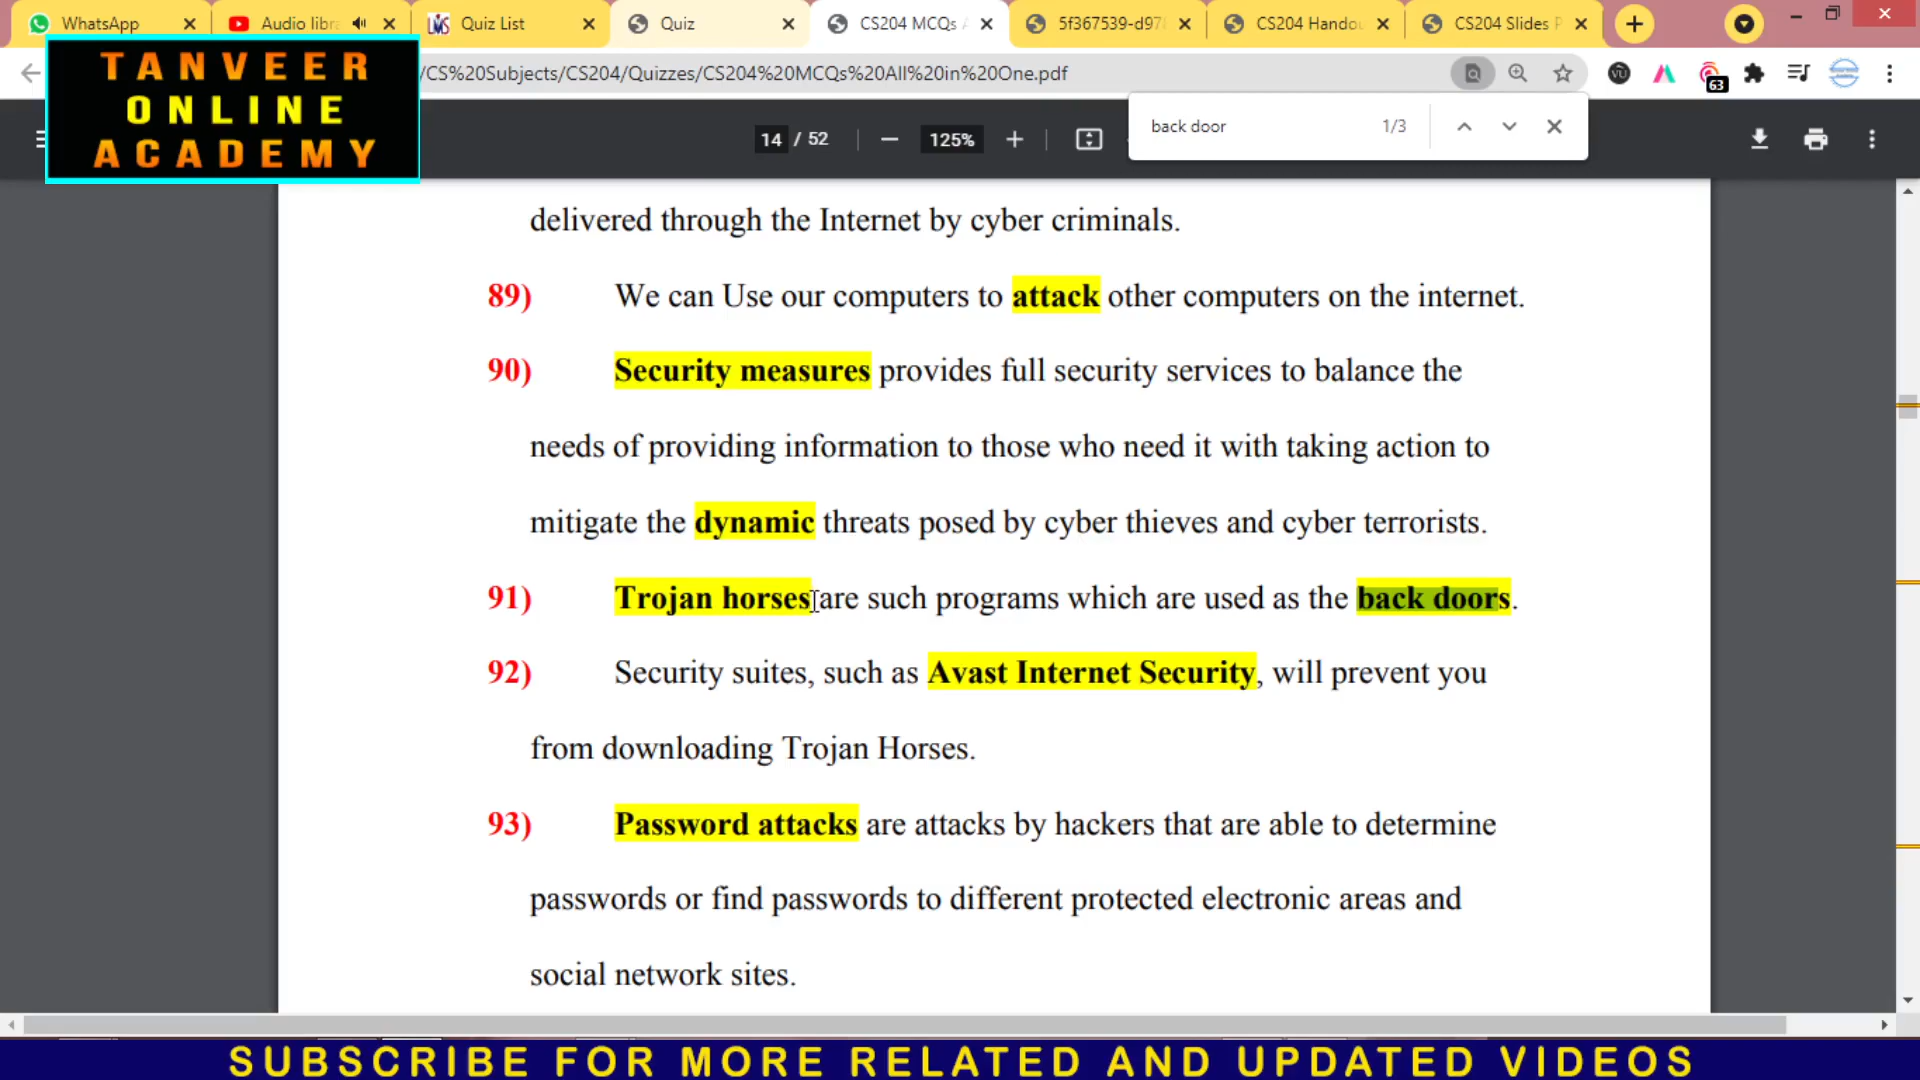 WhatsApp
Audio libra
Quiz List
Quiz
CS204 MCQs A
5f367539-d978
CS204 Handou
CS204 Slides P
/CS%20Subjects/CS204/Quizzes/CS204%20MCQs%20All%20in%20One.pdf
63
TANVEER
ONLINE
ACADEMY
14 / 52
125%
back door 1/3
delivered through the Internet by cyber criminals.
89) We can Use our computers to attack other computers on the internet.
90) Security measures provides full security services to balance the
needs of providing information to those who need it with taking action to
mitigate the dynamic threats posed by cyber thieves and cyber terrorists.
91) Trojan horses are such programs which are used as the back doors.
92) Security suites, such as Avast Internet Security, will prevent you
from downloading Trojan Horses.
93) Password attacks are attacks by hackers that are able to determine
passwords or find passwords to different protected electronic areas and
social network sites.
SUBSCRIBE FOR MORE RELATED AND UPDATED VIDEOS